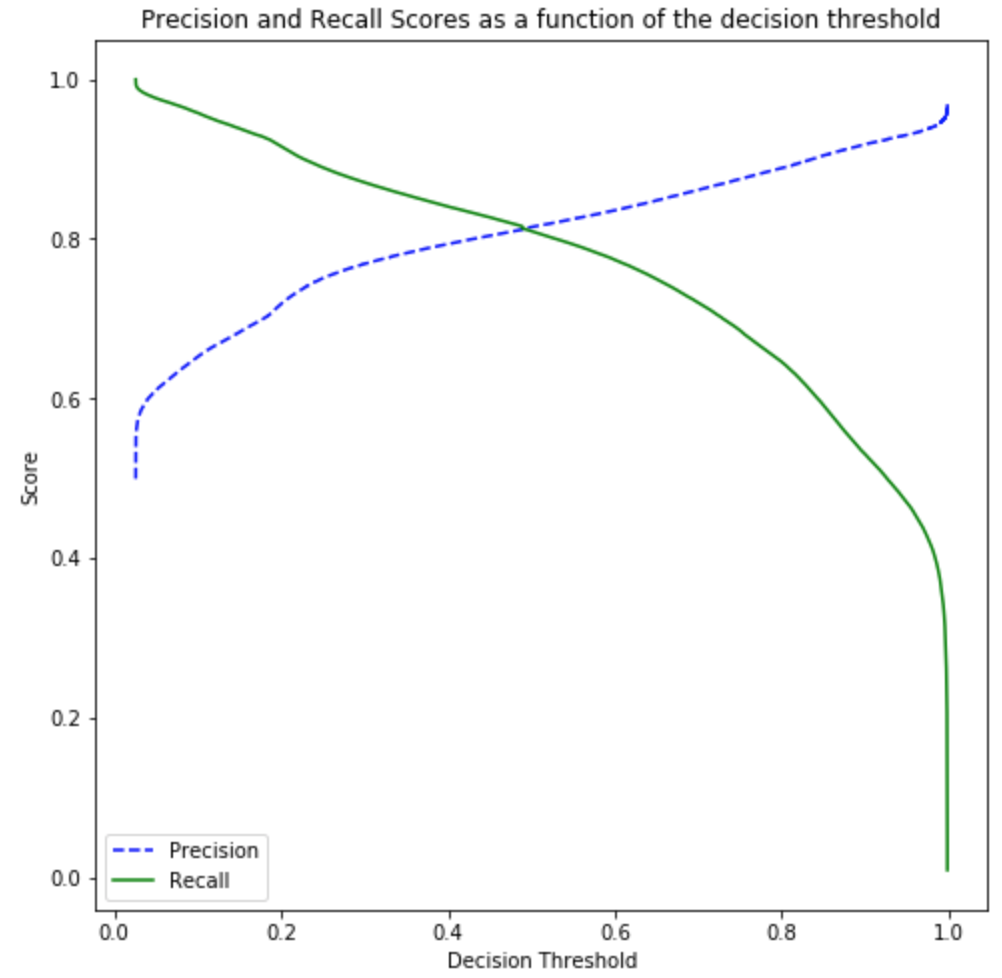 Precision and Recall Scores as a function of the decision threshold
1.0
0.8
0.6
0.4
0.2
0.0
Score
Precision
Recall
0.0 0.2 0.4 0.6 0.8 1.0
Decision Threshold